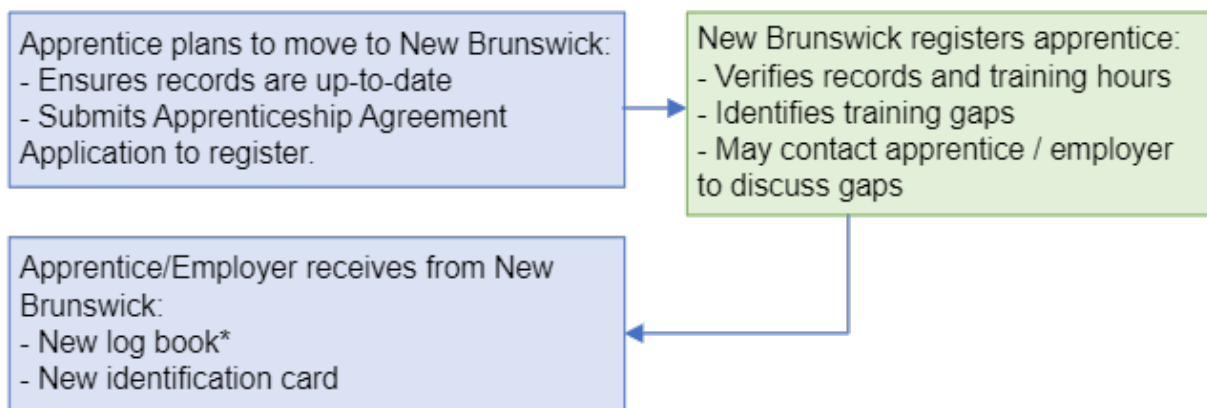 Apprentice plans to move to New Brunswick:
- Ensures records are up-to-date
- Submits Apprenticeship Agreement
Application to register.
New Brunswick registers apprentice:
- Verifies records and training hours
- Identifies training gaps
- May contact apprentice / employer
to discuss gaps
Apprentice/Employer receives from New
Brunswick:
- New log book*
- New identification card